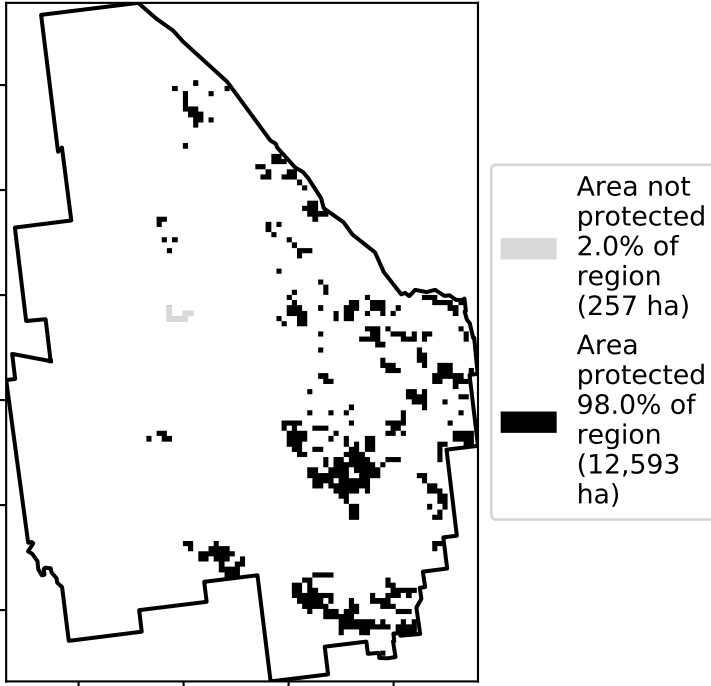 Area not
protected
2.0% of
region
(257 ha)
Area
protected
98.0% of
region
(12,593
ha)